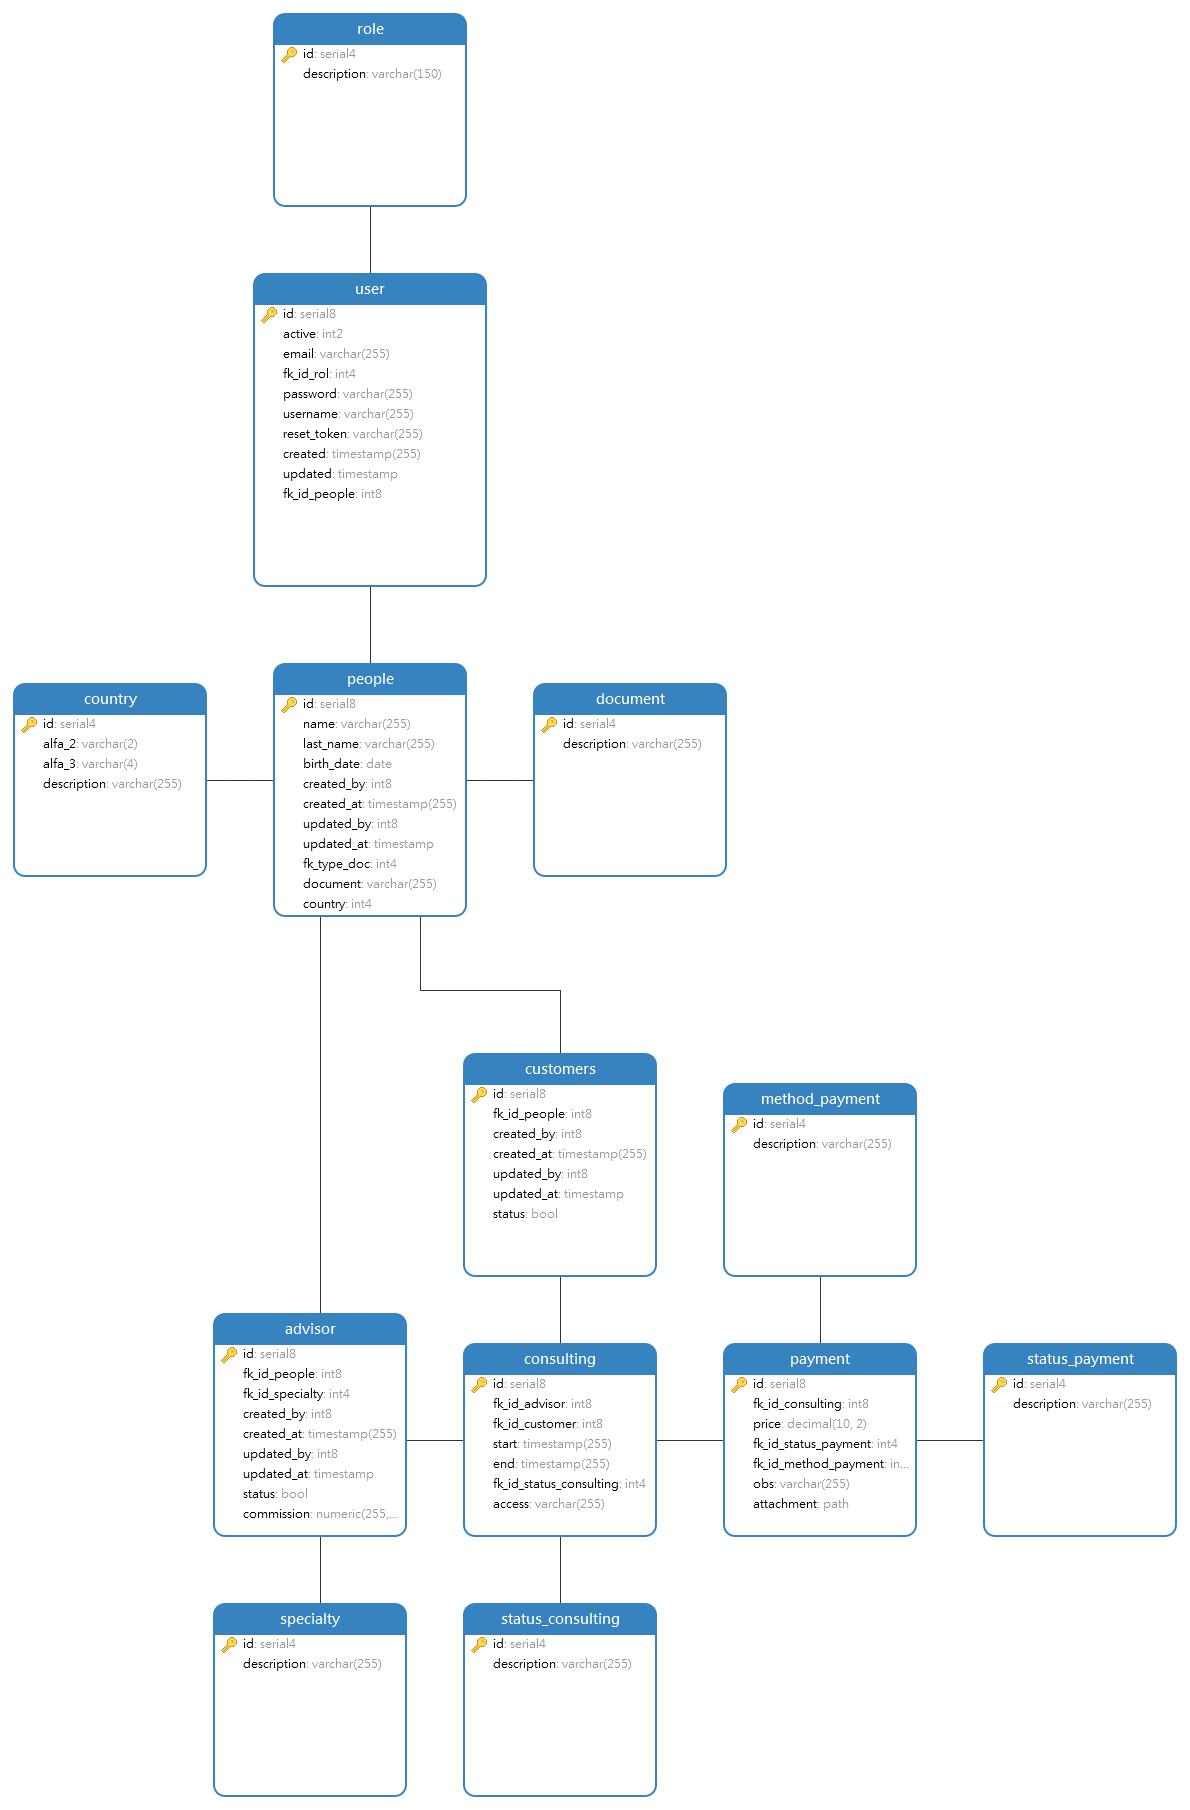 role
id: serial4
description: varchar(150)
user
id: serial8
active: int2
email: varchar(255)
fk_id_rol: int4
password: varchar(255)
username: varchar(255)
reset_token: varchar(255)
created: timestamp(255)
updated: timestamp
fk_id_people: int8
country
id: serial4
alfa_2: varchar(2)
alfa_3: varchar(4)
description: varchar(255)
people
id: serial8
name: varchar(255)
last_name: varchar(255)
birth_date: date
created_by: int8
created_at: timestamp(255)
updated_by: int8
updated_at: timestamp
fk_type_doc: int4
document: varchar(255)
country: int4
document
id: serial4
description: varchar(255)
customers
id: serial8
fk_id_people: int8
created_by: int8
created_at: timestamp(255)
updated_by: int8
updated_at: timestamp
status: bool
method_payment
id: serial4
description: varchar(255)
advisor
id: serial8
fk_id_people: int8
fk_id_specialty: int4
created_by: int8
created_at: timestamp(255)
updated_by: int8
updated_at: timestamp
status: bool
commission: numeric(255,...
consulting
id: serial8
fk_id_advisor: int8
fk_id_customer: int8
start: timestamp(255)
end: timestamp(255)
fk_id_status_consulting: int4
access: varchar(255)
payment
id: serial8
fk_id_consulting: int8
price: decimal(10, 2)
fk_id_status_payment: int4
fk_id_method_payment: in...
obs: varchar(255)
attachment: path
status_payment
id: serial4
description: varchar(255)
specialty
id: serial4
description: varchar(255)
status_consulting
id: serial4
description: varchar(255)